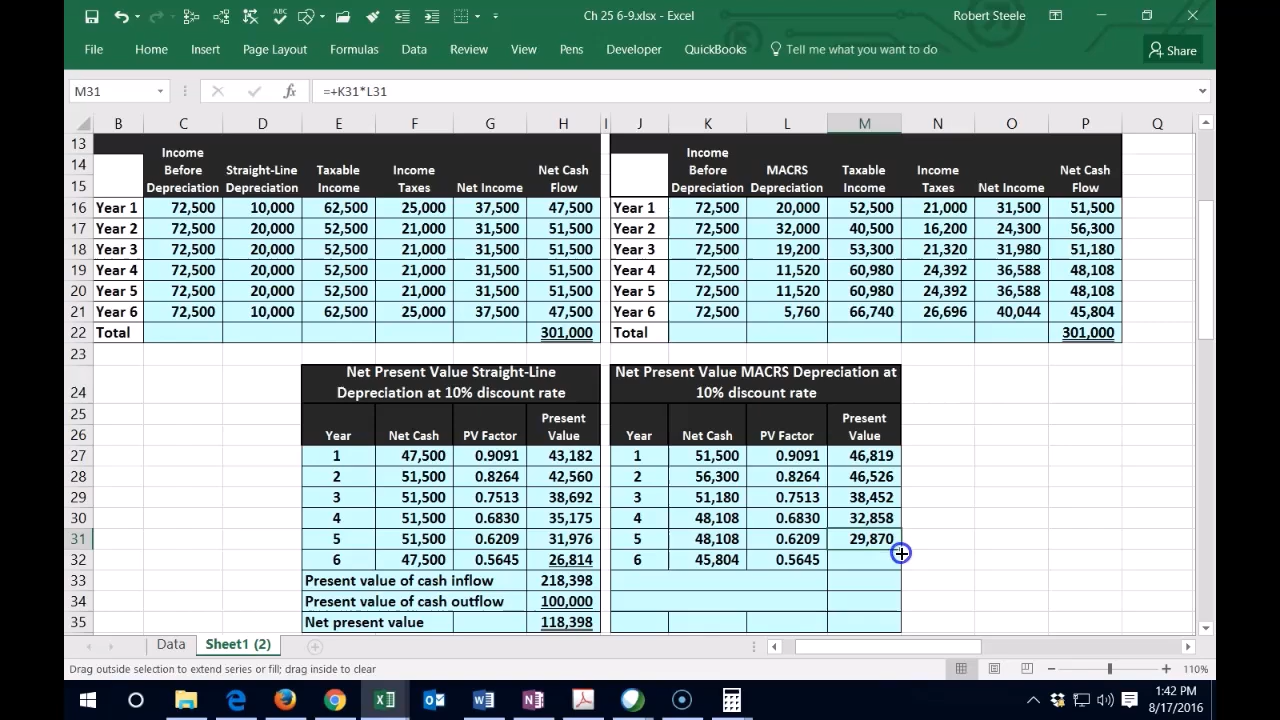 Ch 25 6-9.xlsx - Excel
Robert Steele
File Home Insert Page Layout Formulas Data Review View Pens Developer QuickBooks Tell me what you want to do Share
M31 fx =+K31*L31
B C D E F G H I J K L M N O P Q
13
14 Income Before Depreciation Straight-Line Depreciation Taxable Income Income Taxes Net Income Net Cash Flow Income Before Depreciation MACRS Depreciation Taxable Income Income Taxes Net Income Net Cash Flow
15
16 Year 1 72,500 10,000 62,500 25,000 37,500 47,500 Year 1 72,500 20,000 52,500 21,000 31,500 51,500
17 Year 2 72,500 20,000 52,500 21,000 31,500 51,500 Year 2 72,500 32,000 40,500 16,200 24,300 56,300
18 Year 3 72,500 20,000 52,500 21,000 31,500 51,500 Year 3 72,500 19,200 53,300 21,320 31,980 51,180
19 Year 4 72,500 20,000 52,500 21,000 31,500 51,500 Year 4 72,500 11,520 60,980 24,392 36,588 48,108
20 Year 5 72,500 20,000 52,500 21,000 31,500 51,500 Year 5 72,500 11,520 60,980 24,392 36,588 48,108
21 Year 6 72,500 10,000 62,500 25,000 37,500 47,500 Year 6 72,500 5,760 66,740 26,696 40,044 45,804
22 Total 301,000 Total 301,000
23
24 Net Present Value Straight-Line Depreciation at 10% discount rate Net Present Value MACRS Depreciation at 10% discount rate
25
26 Year Net Cash PV Factor Present Value Year Net Cash PV Factor Present Value
27 1 47,500 0.9091 43,182 1 51,500 0.9091 46,819
28 2 51,500 0.8264 42,560 2 56,300 0.8264 46,526
29 3 51,500 0.7513 38,692 3 51,180 0.7513 38,452
30 4 51,500 0.6830 35,175 4 48,108 0.6830 32,858
31 5 51,500 0.6209 31,976 5 48,108 0.6209 29,870
32 6 47,500 0.5645 26,814 6 45,804 0.5645
33 Present value of cash inflow 218,398
34 Present value of cash outflow 100,000
35 Net present value 118,398
Data Sheet1 (2)
Drag outside selection to extend series or fill; drag inside to clear 110%
1:42 PM
8/17/2016